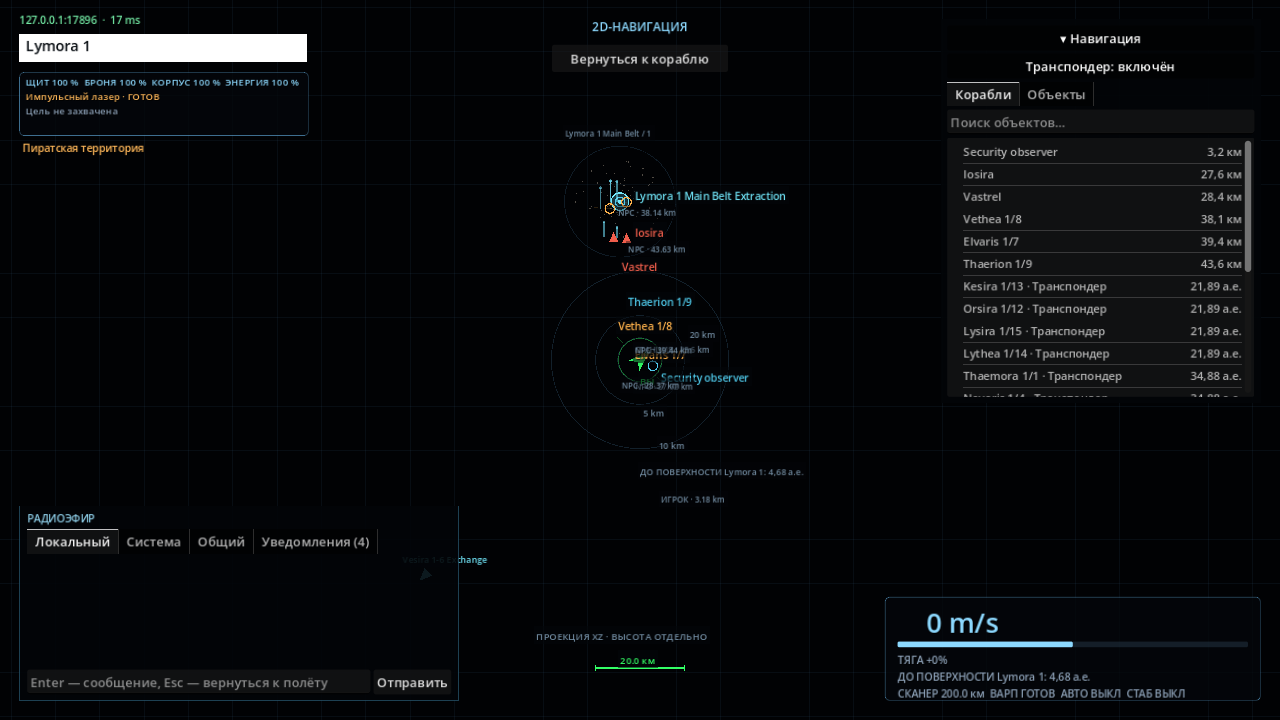 127.0.0.1:17896 · 17 ms
Lymora 1
ЩИТ 100 % БРОНЯ 100 % КОРПУС 100 % ЭНЕРГИЯ 100 %
Импульсный лазер · ГОТОВ
Цель не захвачена
Пиратская территория
2D-НАВИГАЦИЯ
Вернуться к кораблю
Lymora 1 Main Belt / 1
Lymora 1 Main Belt Extraction
NPC · 38.14 km
Iosira
NPC · 43.63 km
Vastrel
Thaerion 1/9
Vethea 1/8
20 km
Security observer
5 km
10 km
ДО ПОВЕРХНОСТИ Lymora 1: 4,68 а.е.
ИГРОК · 3.18 km
ПРОЕКЦИЯ XZ · ВЫСОТА ОТДЕЛЬНО
20.0 км
▾ Навигация
Транспондер: включён
Корабли Объекты
Поиск объектов...
Security observer 3,2 км
Iosira 27,6 км
Vastrel 28,4 км
Vethea 1/8 38,1 км
Elvaris 1/7 39,4 км
Thaerion 1/9 43,6 км
Kesira 1/13 · Транспондер 21,89 а.е.
Orsira 1/12 · Транспондер 21,89 а.е.
Lysira 1/15 · Транспондер 21,89 а.е.
Lythea 1/14 · Транспондер 21,89 а.е.
Thaemora 1/1 · Транспондер 34,88 а.е.
РАДИОЭФИР
Локальный Система Общий Уведомления (4)
Enter — сообщение, Esc — вернуться к полёту
Отправить
0 m/s
ТЯГА +0%
ДО ПОВЕРХНОСТИ Lymora 1: 4,68 а.е.
СКАНЕР 200.0 км ВАРП ГОТОВ АВТО ВЫКЛ СТАБ ВЫКЛ